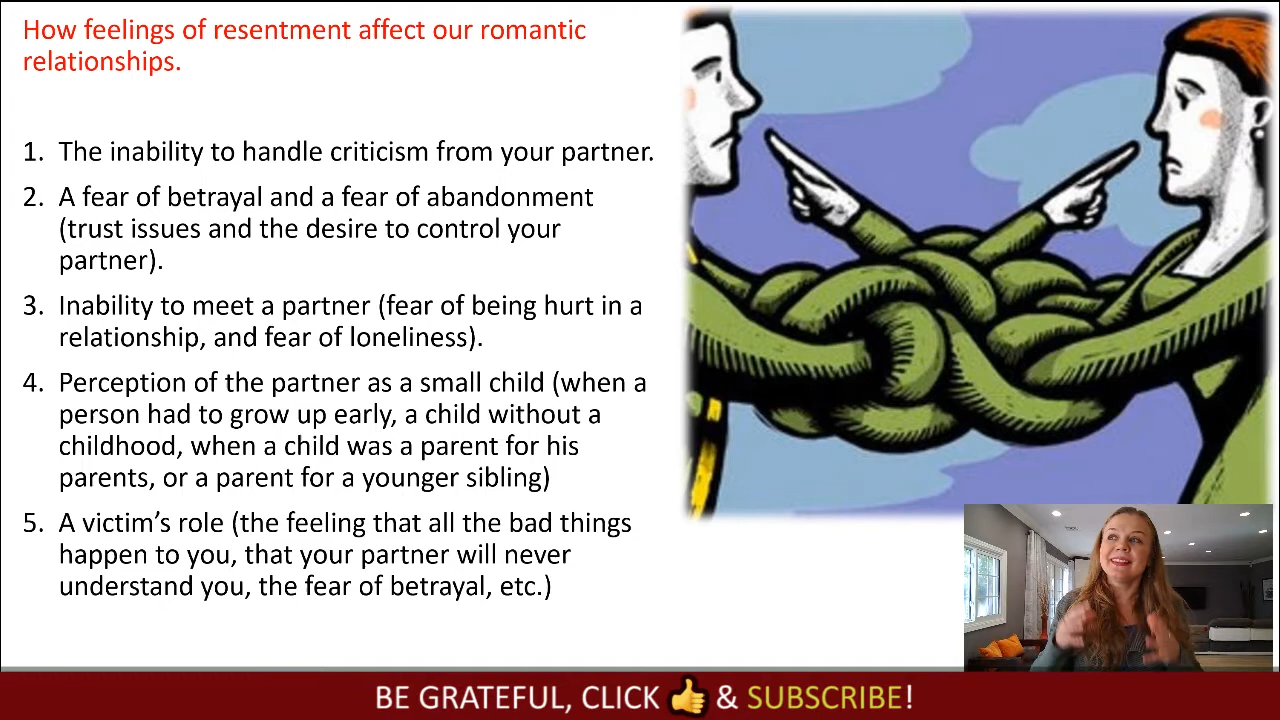 How feelings of resentment affect our romantic
relationships.
1. The inability to handle criticism from your partner.
2. A fear of betrayal and a fear of abandonment
(trust issues and the desire to control your
partner).
3. Inability to meet a partner (fear of being hurt in a
relationship, and fear of loneliness).
4. Perception of the partner as a small child (when a
person had to grow up early, a child without a
childhood, when a child was a parent for his
parents, or a parent for a younger sibling)
5. A victim’s role (the feeling that all the bad things
happen to you, that your partner will never
understand you, the fear of betrayal, etc.)
BE GRATEFUL, CLICK 👍 & SUBSCRIBE!